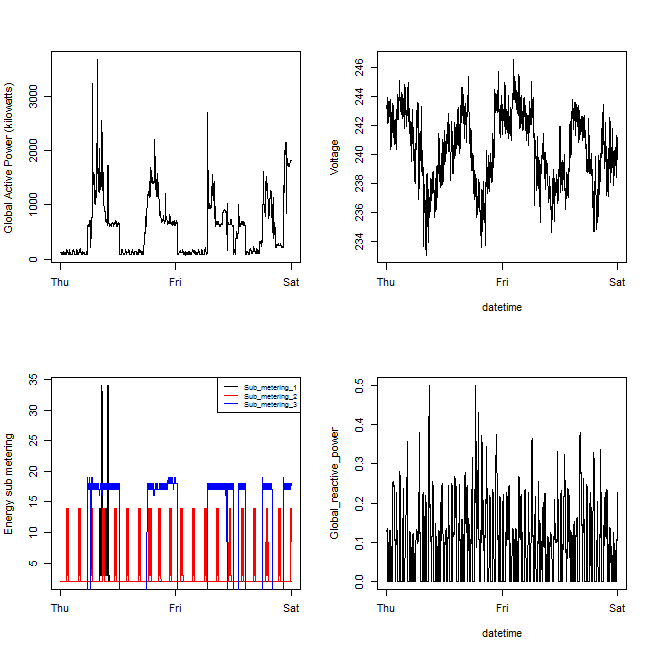 Global Active Power (kilowatts)
3000
2000
1000
0
Thu Fri Sat
Voltage
246
244
242
240
238
236
234
Thu Fri Sat
datetime
Energy sub metering
35
30
25
20
15
10
5
Sub_metering_1
Sub_metering_2
Sub_metering_3
Thu Fri Sat
Global_reactive_power
0.5
0.4
0.3
0.2
0.1
0.0
Thu Fri Sat
datetime